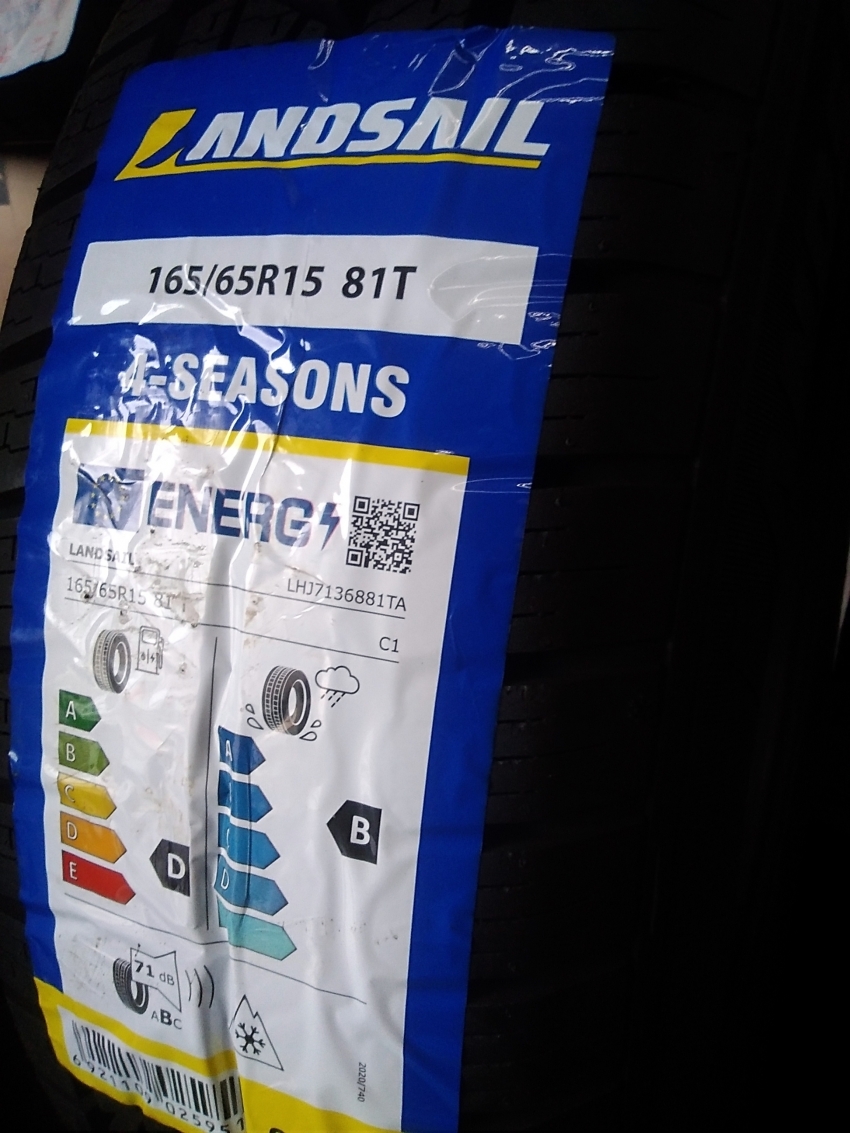 LANDSAIL
165/65R15 81T
4-SEASONS
ENERG
LANDSAIL
165/65R15 81T
LHJ7136881TA
C1
A
B
C
D
E
D
A
C
D
B
71 dB
ABC
2020/740